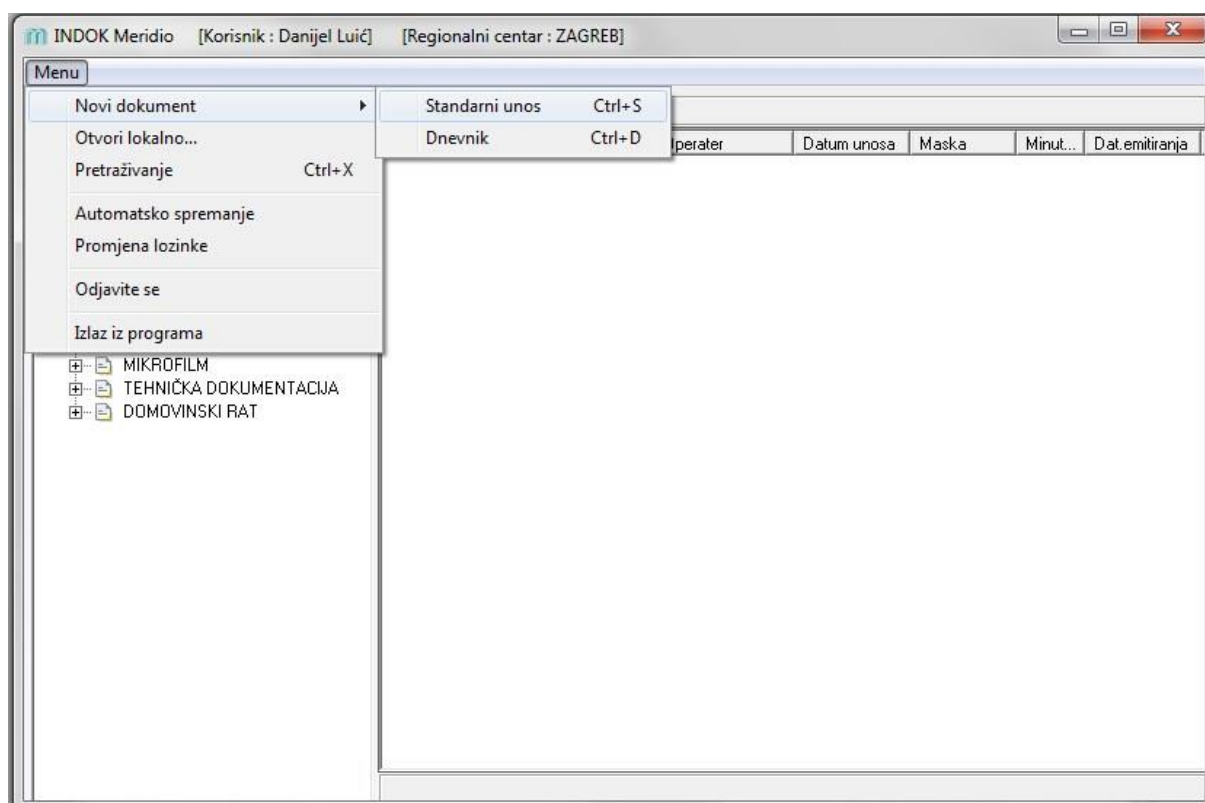 INDOK Meridio [Korisnik : Danijel Luić] [Regionalni centar : ZAGREB]
Menu
Novi dokument
Standarni unos Ctrl+S
Otvori lokalno...
Dnevnik Ctrl+D
perater Datum unosa Maska Minut... Dat.emitiranja
Pretraživanje Ctrl+X
Automatsko spremanje
Promjena lozinke
Odjavite se
Izlaz iz programa
MIKROFILM
TEHNIČKA DOKUMENTACIJA
DOMOVINSKI RAT